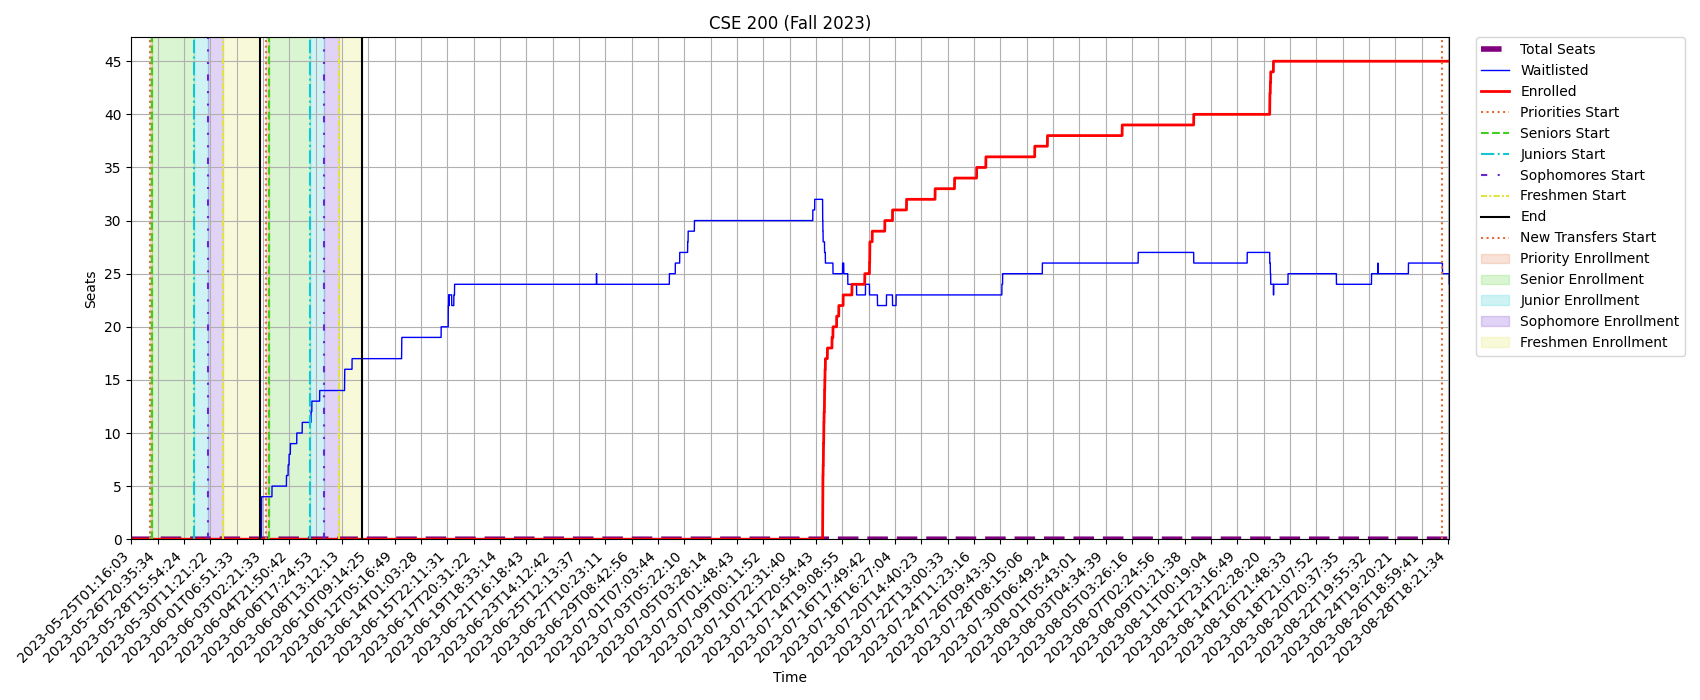 CSE 200 (Fall 2023)
Seats
45
40
35
30
25
20
15
10
5
0
2023-05-25T01:16:03
2023-05-26T20:35:34
2023-05-28T15:54:24
2023-05-30T11:21:22
2023-06-01T06:51:33
2023-06-03T02:21:33
2023-06-04T21:50:42
2023-06-06T17:24:53
2023-06-08T13:12:13
2023-06-10T09:14:25
2023-06-12T05:16:49
2023-06-14T01:03:28
2023-06-15T22:11:31
2023-06-17T20:31:22
2023-06-19T18:33:14
2023-06-21T16:18:43
2023-06-23T14:12:42
2023-06-25T12:13:37
2023-06-27T10:23:11
2023-06-29T08:42:56
2023-07-01T07:03:44
2023-07-03T05:22:10
2023-07-05T03:28:14
2023-07-07T01:48:43
2023-07-09T00:11:52
2023-07-10T22:31:40
2023-07-12T20:54:43
2023-07-14T19:08:55
2023-07-16T17:49:42
2023-07-18T16:27:04
2023-07-20T14:40:23
2023-07-22T13:00:35
2023-07-24T11:23:16
2023-07-26T09:43:30
2023-07-28T08:15:06
2023-07-30T06:49:24
2023-08-01T05:43:01
2023-08-03T04:34:39
2023-08-05T03:26:16
2023-08-07T02:24:56
2023-08-09T01:21:38
2023-08-11T00:19:04
2023-08-12T23:16:49
2023-08-14T22:28:20
2023-08-16T21:48:33
2023-08-18T21:07:52
2023-08-20T20:37:35
2023-08-22T19:55:32
2023-08-24T19:20:21
2023-08-26T18:59:41
2023-08-28T18:21:34
Time
Total Seats
Waitlisted
Enrolled
Priorities Start
Seniors Start
Juniors Start
Sophomores Start
Freshmen Start
End
New Transfers Start
Priority Enrollment
Senior Enrollment
Junior Enrollment
Sophomore Enrollment
Freshmen Enrollment